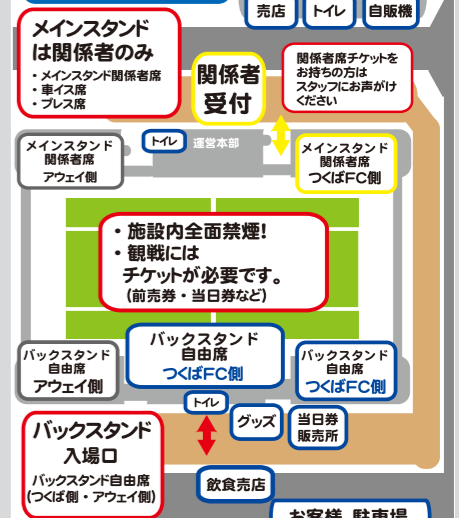 売店
トイレ
自販機
メインスタンド
は関係者のみ
・メインスタンド関係者席
・車イス席
・プレス席
関係者
受付
関係者席チケットを
お持ちの方は
スタッフにお声がけ
ください
メインスタンド
関係者席
アウェイ側
トイレ
運営本部
メインスタンド
関係者席
つくばFC側
・施設内全面禁煙!
・観戦には
チケットが必要です。
(前売券・当日券など)
バックスタンド
自由席
アウェイ側
バックスタンド
自由席
つくばFC側
バックスタンド
自由席
つくばFC側
トイレ
グッズ
当日券
販売所
バックスタンド
入場口
バックスタンド自由席
(つくば側・アウェイ側)
飲食売店
お客様 駐車場